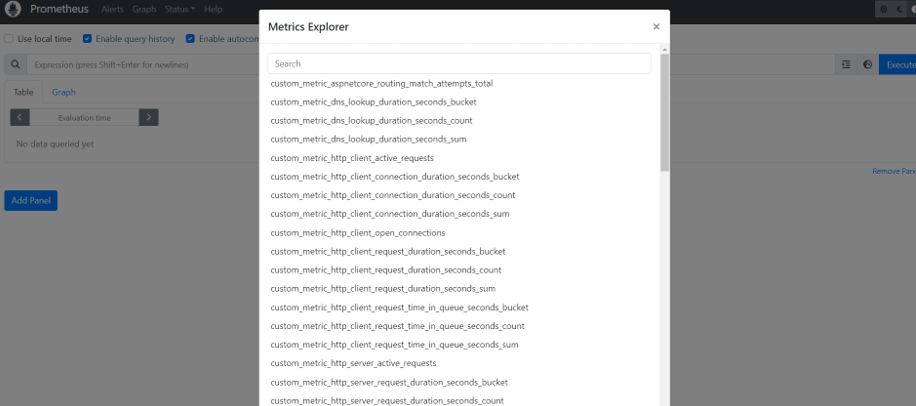 Prometheus Alerts Graph Status Help
Metrics Explorer ×
Use local time Enable query history Enable autocom
Search
Expression (press Shift+Enter for newlines) Execute
Table Graph
Evaluation time
No data queried yet
Remove Pane
Add Panel
custom_metric_aspnetcore_routing_match_attempts_total
custom_metric_dns_lookup_duration_seconds_bucket
custom_metric_dns_lookup_duration_seconds_count
custom_metric_dns_lookup_duration_seconds_sum
custom_metric_http_client_active_requests
custom_metric_http_client_connection_duration_seconds_bucket
custom_metric_http_client_connection_duration_seconds_count
custom_metric_http_client_connection_duration_seconds_sum
custom_metric_http_client_open_connections
custom_metric_http_client_request_duration_seconds_bucket
custom_metric_http_client_request_duration_seconds_count
custom_metric_http_client_request_duration_seconds_sum
custom_metric_http_client_request_time_in_queue_seconds_bucket
custom_metric_http_client_request_time_in_queue_seconds_count
custom_metric_http_client_request_time_in_queue_seconds_sum
custom_metric_http_server_active_requests
custom_metric_http_server_request_duration_seconds_bucket
custom_metric_http_server_request_duration_seconds_count